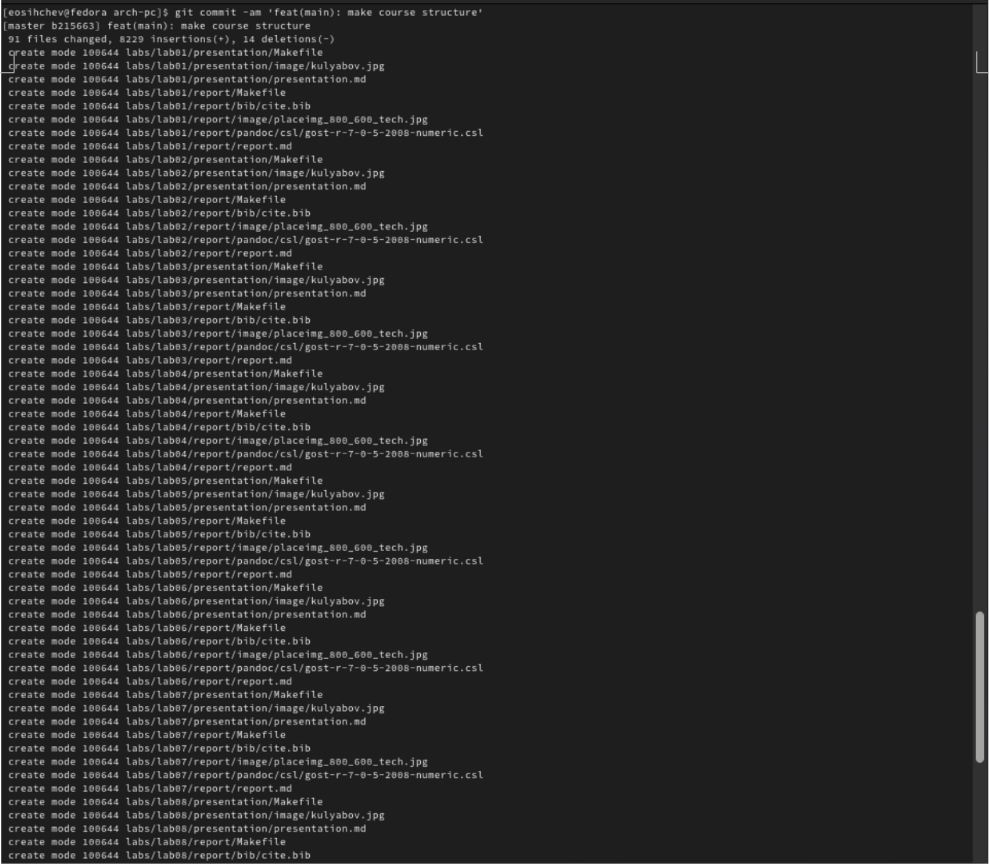 [eosihchev@fedora arch-pc]$ git commit -am 'feat(main): make course structure'
[master b215663] feat(main): make course structure
91 files changed, 8229 insertions(+), 14 deletions(-)
create mode 100644 labs/lab01/presentation/Makefile
create mode 100644 labs/lab01/presentation/image/kulyabov.jpg
create mode 100644 labs/lab01/presentation/presentation.md
create mode 100644 labs/lab01/report/Makefile
create mode 100644 labs/lab01/report/bib/cite.bib
create mode 100644 labs/lab01/report/image/placeimg_800_600_tech.jpg
create mode 100644 labs/lab01/report/pandoc/csl/gost-r-7-0-5-2008-numeric.csl
create mode 100644 labs/lab01/report/report.md
create mode 100644 labs/lab02/presentation/Makefile
create mode 100644 labs/lab02/presentation/image/kulyabov.jpg
create mode 100644 labs/lab02/presentation/presentation.md
create mode 100644 labs/lab02/report/Makefile
create mode 100644 labs/lab02/report/bib/cite.bib
create mode 100644 labs/lab02/report/image/placeimg_800_600_tech.jpg
create mode 100644 labs/lab02/report/pandoc/csl/gost-r-7-0-5-2008-numeric.csl
create mode 100644 labs/lab02/report/report.md
create mode 100644 labs/lab03/presentation/Makefile
create mode 100644 labs/lab03/presentation/image/kulyabov.jpg
create mode 100644 labs/lab03/presentation/presentation.md
create mode 100644 labs/lab03/report/Makefile
create mode 100644 labs/lab03/report/bib/cite.bib
create mode 100644 labs/lab03/report/image/placeimg_800_600_tech.jpg
create mode 100644 labs/lab03/report/pandoc/csl/gost-r-7-0-5-2008-numeric.csl
create mode 100644 labs/lab03/report/report.md
create mode 100644 labs/lab04/presentation/Makefile
create mode 100644 labs/lab04/presentation/image/kulyabov.jpg
create mode 100644 labs/lab04/presentation/presentation.md
create mode 100644 labs/lab04/report/Makefile
create mode 100644 labs/lab04/report/bib/cite.bib
create mode 100644 labs/lab04/report/image/placeimg_800_600_tech.jpg
create mode 100644 labs/lab04/report/pandoc/csl/gost-r-7-0-5-2008-numeric.csl
create mode 100644 labs/lab04/report/report.md
create mode 100644 labs/lab05/presentation/Makefile
create mode 100644 labs/lab05/presentation/image/kulyabov.jpg
create mode 100644 labs/lab05/presentation/presentation.md
create mode 100644 labs/lab05/report/Makefile
create mode 100644 labs/lab05/report/bib/cite.bib
create mode 100644 labs/lab05/report/image/placeimg_800_600_tech.jpg
create mode 100644 labs/lab05/report/pandoc/csl/gost-r-7-0-5-2008-numeric.csl
create mode 100644 labs/lab05/report/report.md
create mode 100644 labs/lab06/presentation/Makefile
create mode 100644 labs/lab06/presentation/image/kulyabov.jpg
create mode 100644 labs/lab06/presentation/presentation.md
create mode 100644 labs/lab06/report/Makefile
create mode 100644 labs/lab06/report/bib/cite.bib
create mode 100644 labs/lab06/report/image/placeimg_800_600_tech.jpg
create mode 100644 labs/lab06/report/pandoc/csl/gost-r-7-0-5-2008-numeric.csl
create mode 100644 labs/lab06/report/report.md
create mode 100644 labs/lab07/presentation/Makefile
create mode 100644 labs/lab07/presentation/image/kulyabov.jpg
create mode 100644 labs/lab07/presentation/presentation.md
create mode 100644 labs/lab07/report/Makefile
create mode 100644 labs/lab07/report/bib/cite.bib
create mode 100644 labs/lab07/report/image/placeimg_800_600_tech.jpg
create mode 100644 labs/lab07/report/pandoc/csl/gost-r-7-0-5-2008-numeric.csl
create mode 100644 labs/lab07/report/report.md
create mode 100644 labs/lab08/presentation/Makefile
create mode 100644 labs/lab08/presentation/image/kulyabov.jpg
create mode 100644 labs/lab08/presentation/presentation.md
create mode 100644 labs/lab08/report/Makefile
create mode 100644 labs/lab08/report/bib/cite.bib